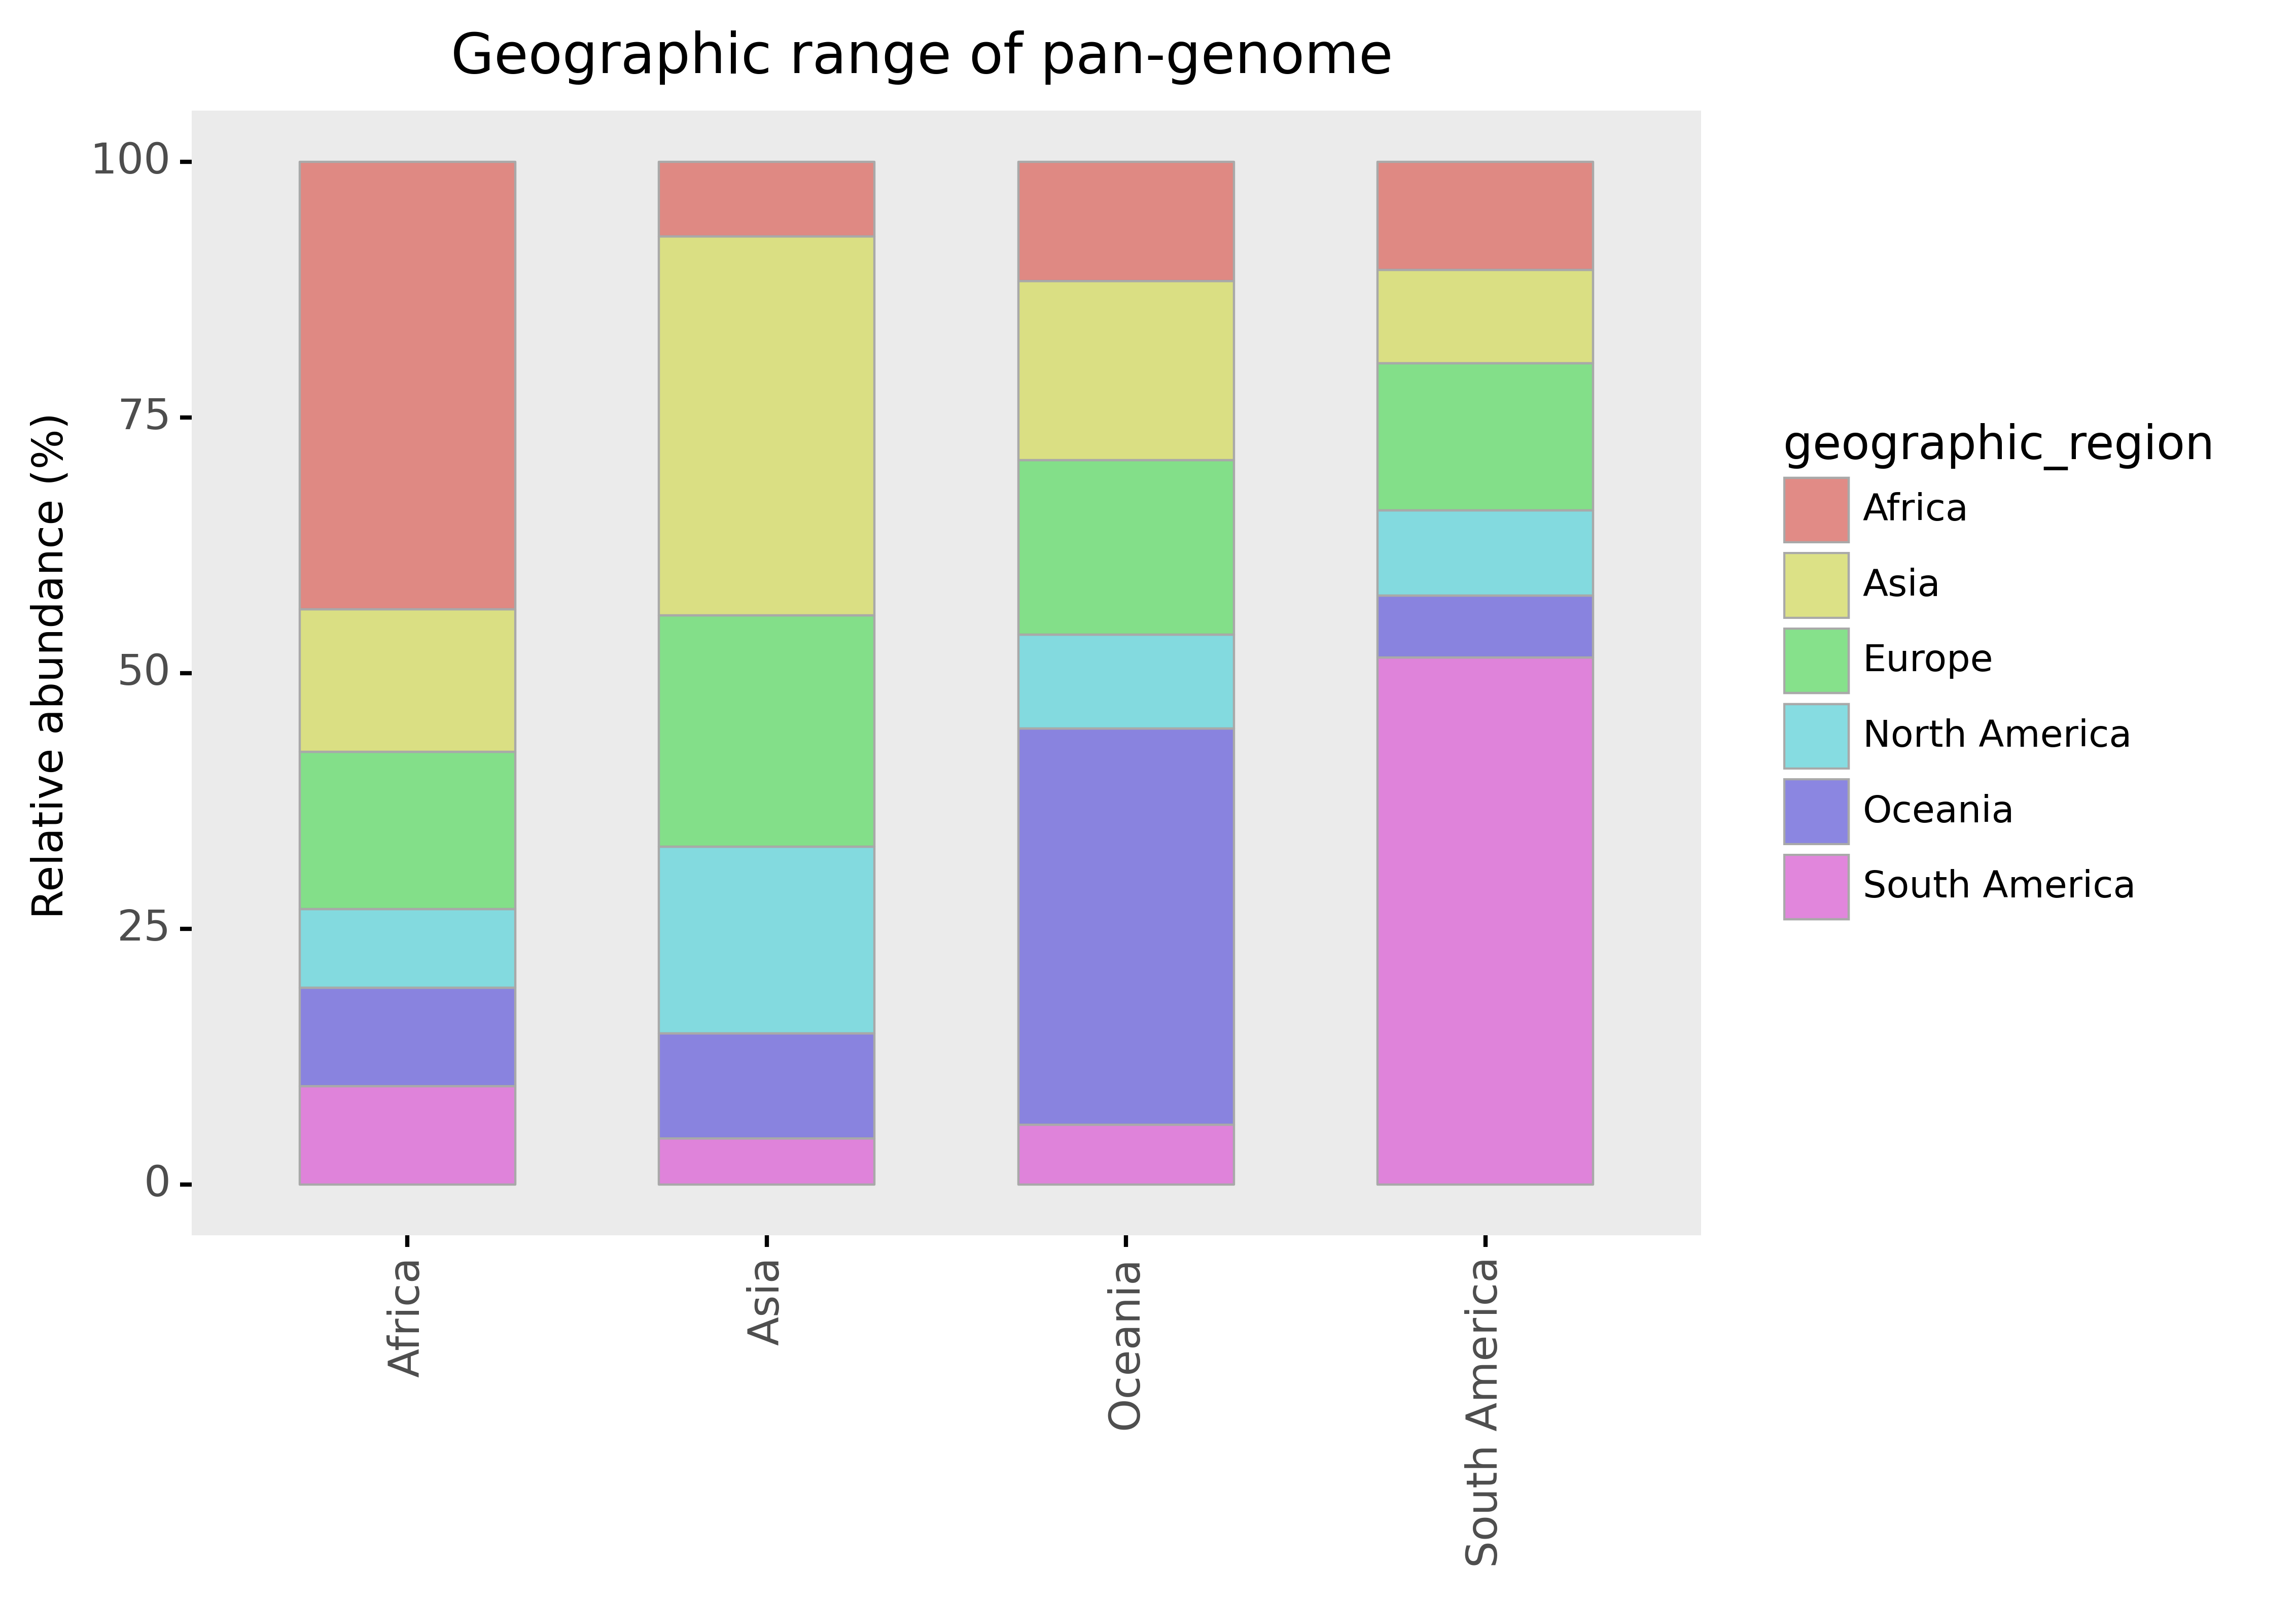 Geographic range of pan-genome
Relative abundance (%)
100
75
50
25
0
Africa
Asia
Oceania
South America
geographic_region
Africa
Asia
Europe
North America
Oceania
South America